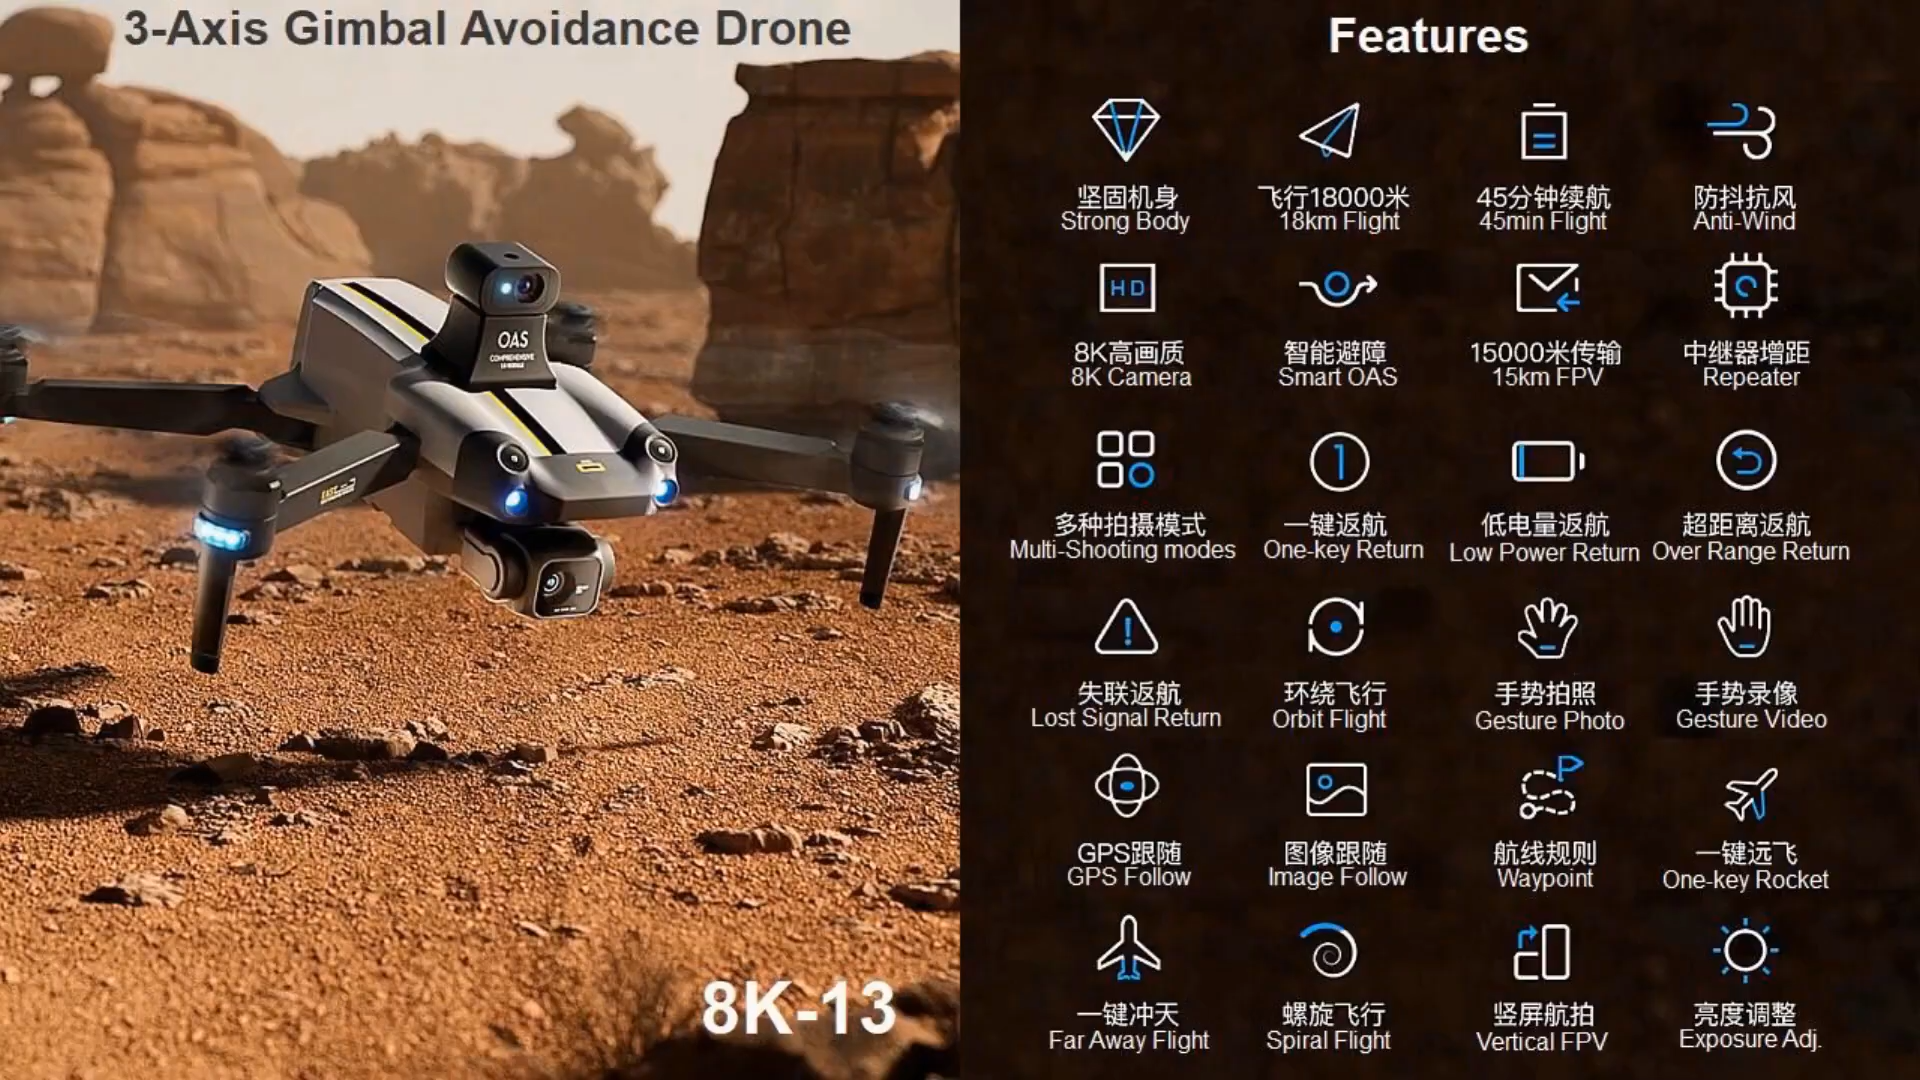 3-Axis Gimbal Avoidance Drone
OAS
COMPREHENSIVE
8K-13
Features
坚固机身
Strong Body
飞行18000米
18km Flight
45分钟续航
45min Flight
防抖抗风
Anti-Wind
HD
8K高画质
8K Camera
智能避障
Smart OAS
15000米传输
15km FPV
中继器增距
Repeater
多种拍摄模式
Multi-Shooting modes
1
一键返航
One-key Return
低电量返航
Low Power Return
超距离返航
Over Range Return
失联返航
Lost Signal Return
环绕飞行
Orbit Flight
手势拍照
Gesture Photo
手势录像
Gesture Video
GPS跟随
GPS Follow
图像跟随
Image Follow
航线规则
Waypoint
一键远飞
One-key Rocket
一键冲天
Far Away Flight
螺旋飞行
Spiral Flight
竖屏航拍
Vertical FPV
亮度调整
Exposure Adj.